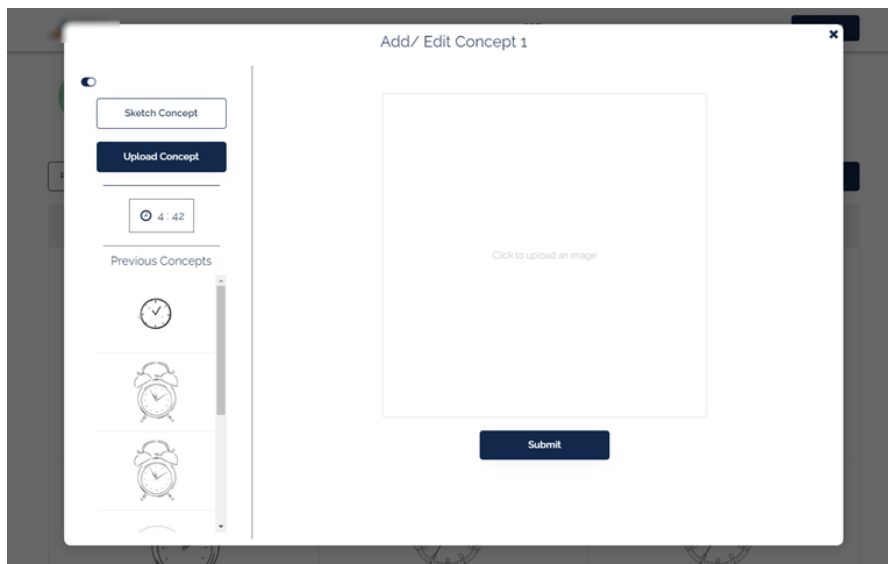 Add/ Edit Concept 1
Sketch Concept
Upload Concept
4 : 42
Previous Concepts
Click to upload an image
Submit